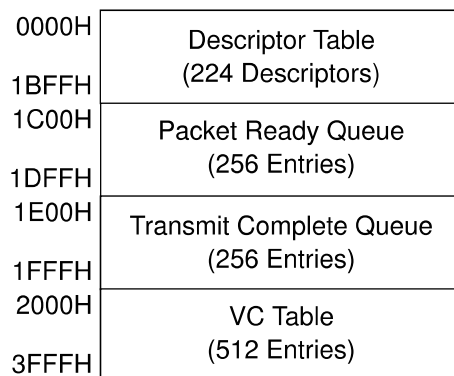 0000H
Descriptor Table
(224 Descriptors)
1BFFH
1C00H
Packet Ready Queue
(256 Entries)
1DFFH
1E00H
Transmit Complete Queue
(256 Entries)
1FFFH
2000H
VC Table
(512 Entries)
3FFFH